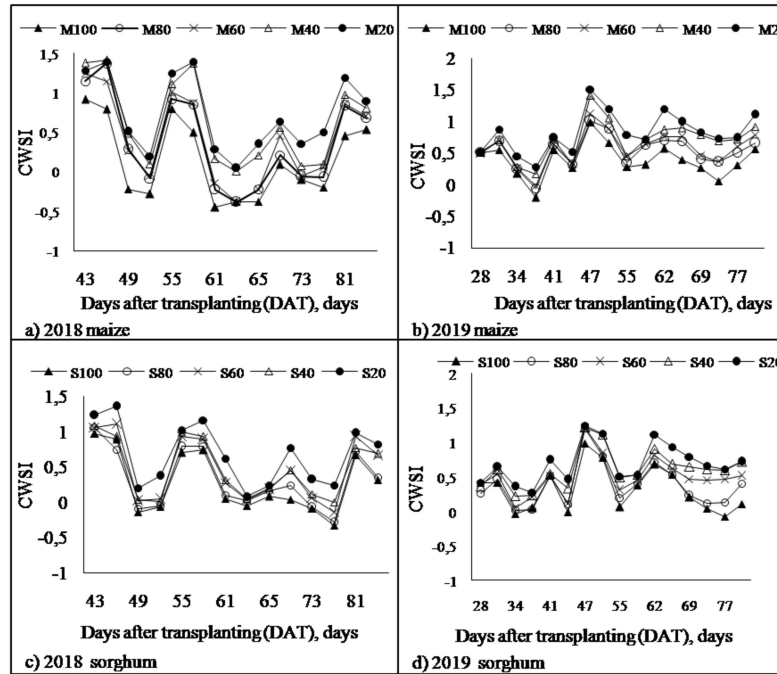 M100 M80 M60 M40 M20
1,5
1
0,5
0
-0,5
-1
CWSI
43 49 55 61 65 73 81
Days after transplanting (DAT), days
a) 2018 maize
M100 M80 M60 M40 M2
2
1,5
1
0,5
0
-0,5
-1
CWSI
28 34 41 47 55 62 69 77
Days after transplanting (DAT), days
b) 2019 maize
S100 S80 S60 S40 S20
1,5
1
0,5
0
-0,5
-1
CWSI
43 49 55 61 65 73 81
Days after transplanting (DAT), days
c) 2018 sorghum
S100 S80 S60 S40 S20
2
1,5
1
0,5
0
-0,5
-1
CWSI
28 34 41 47 55 62 69 77
Days after transplanting (DAT), days
d) 2019 sorghum